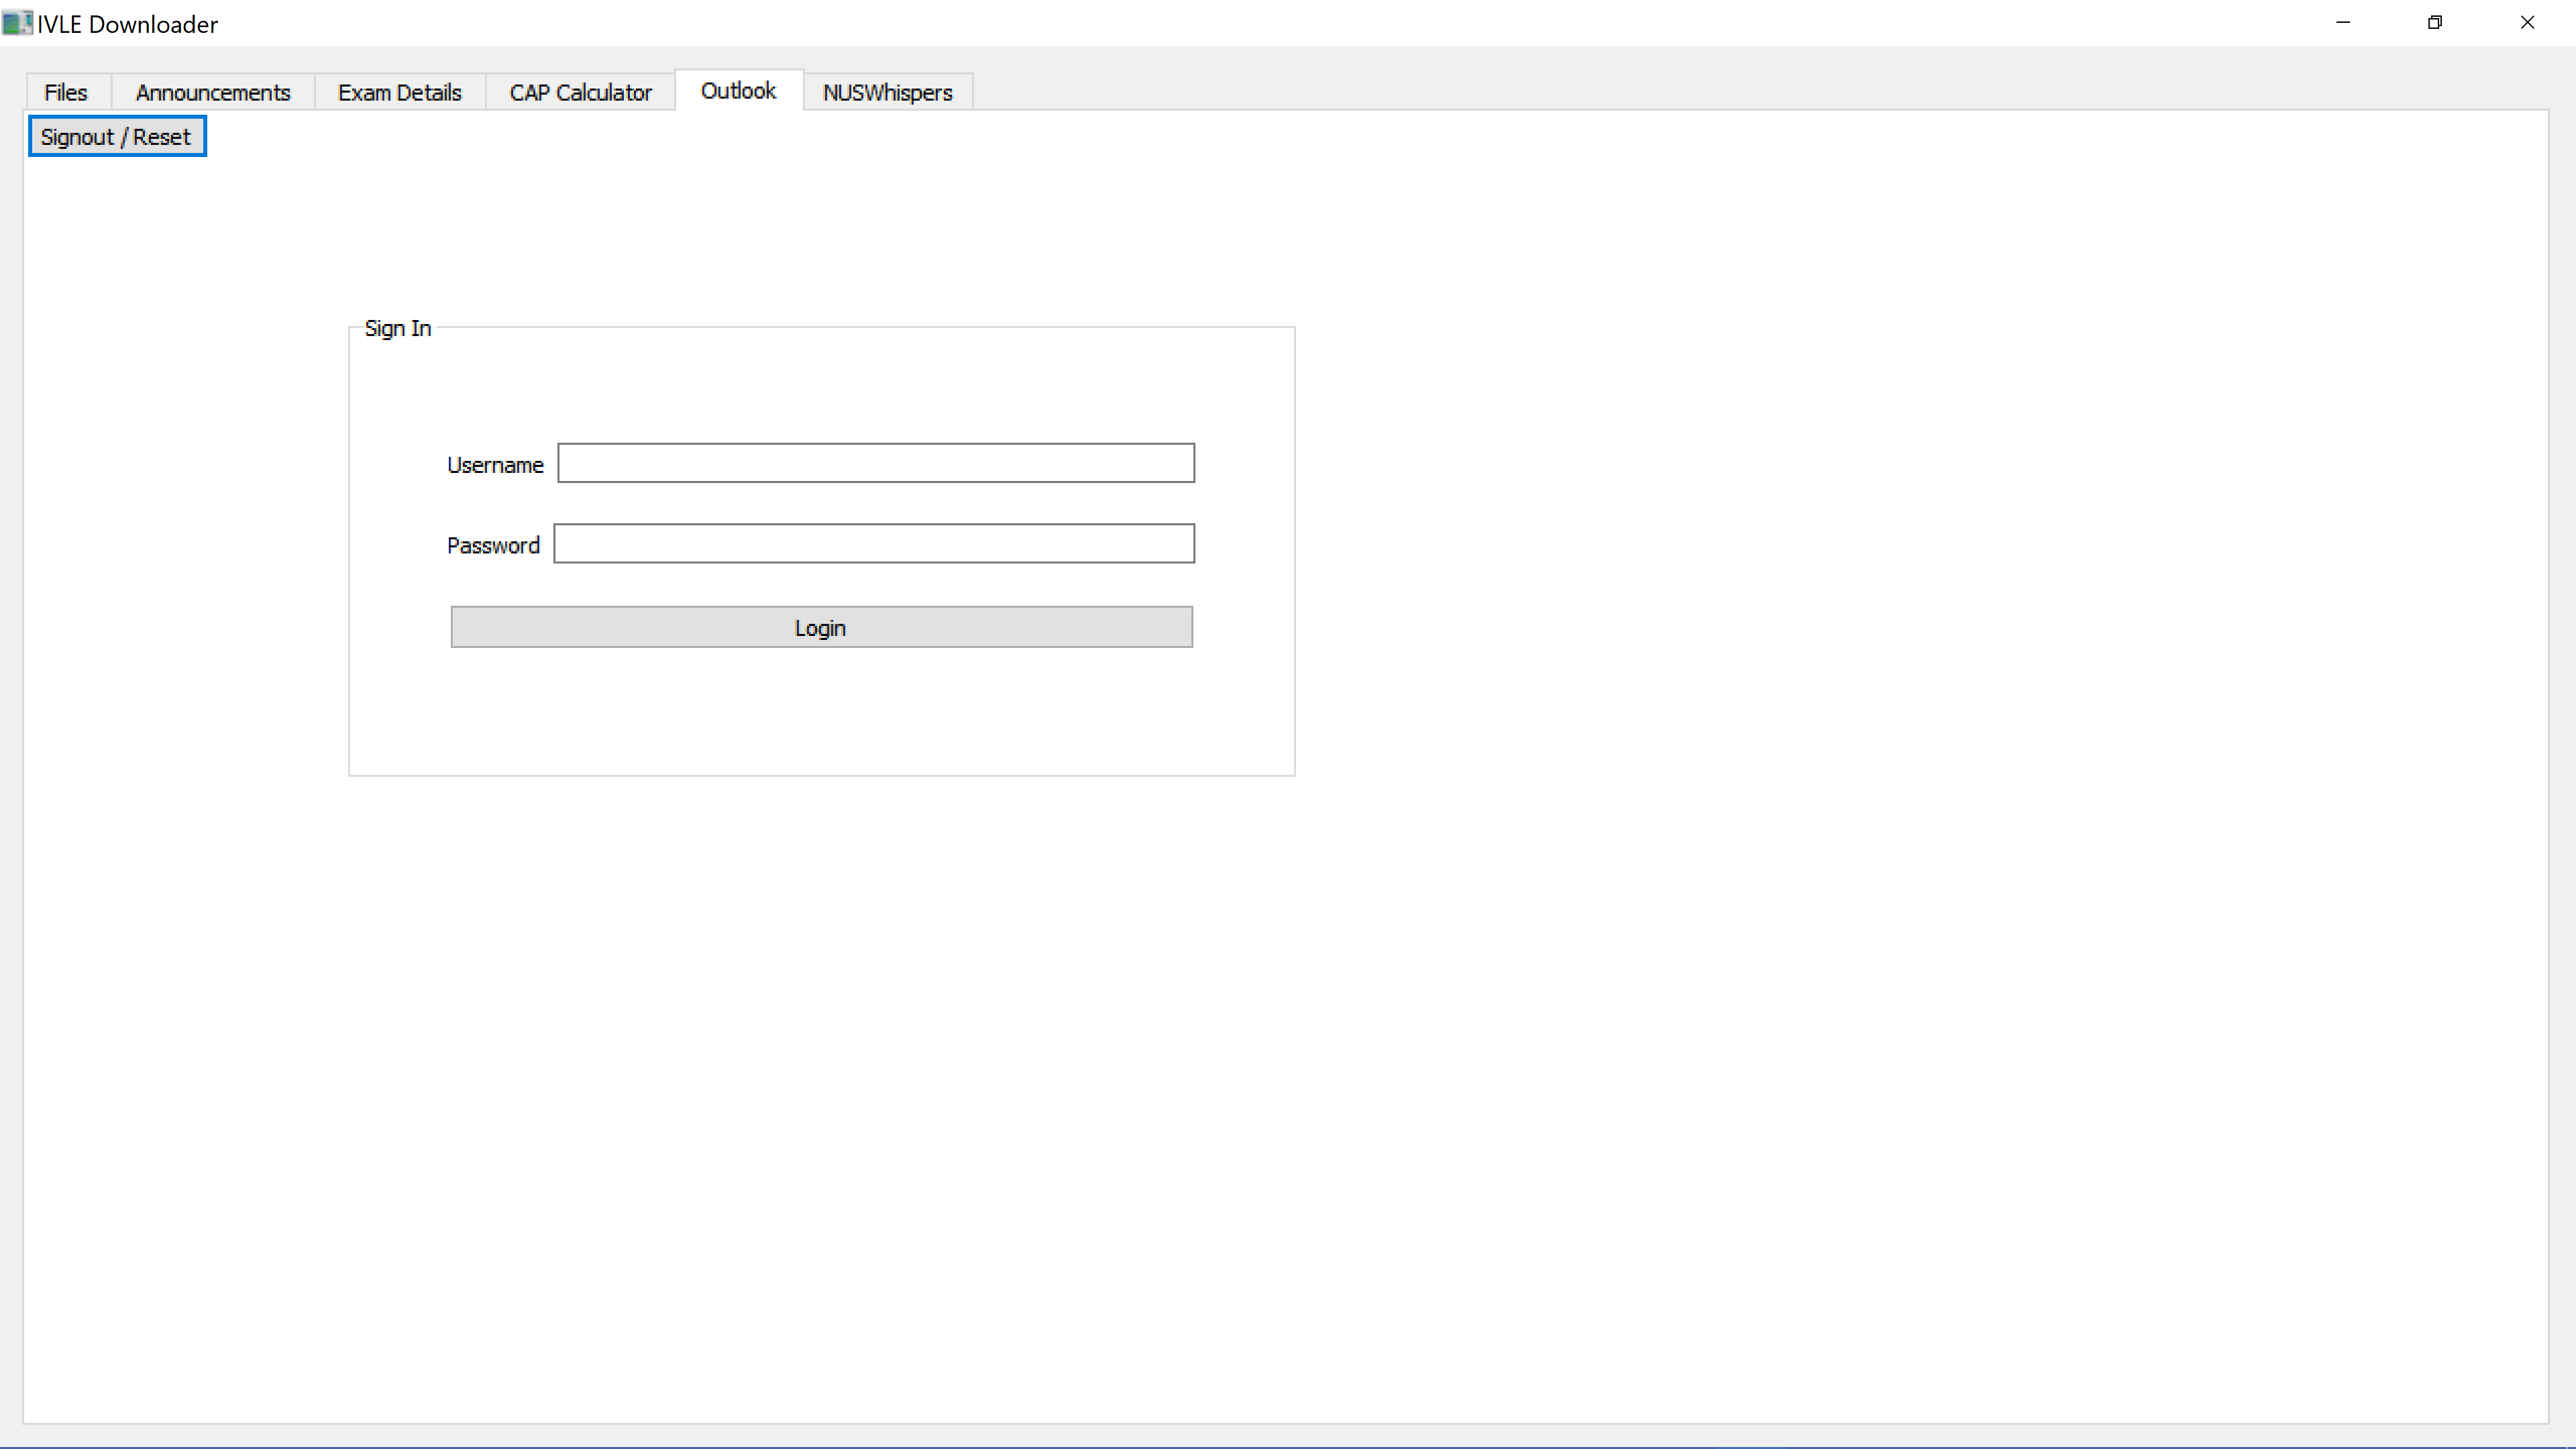 IVLE Downloader
Files Announcements Exam Details CAP Calculator Outlook NUSWhispers
Signout / Reset
Sign In
Username
Password
Login